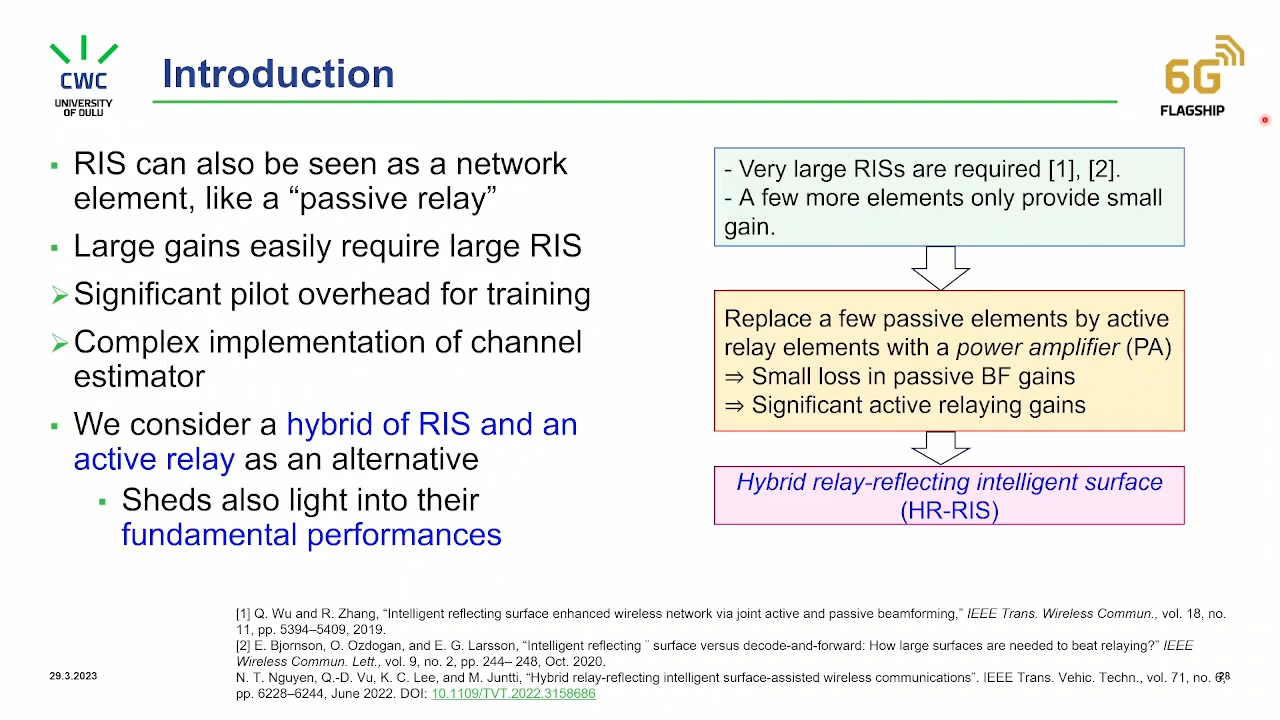 CWC
UNIVERSITY
OF OULU
Introduction
6G
FLAGSHIP
▪ RIS can also be seen as a network
element, like a “passive relay”
▪ Large gains easily require large RIS
➢ Significant pilot overhead for training
➢ Complex implementation of channel
estimator
▪ We consider a hybrid of RIS and an
active relay as an alternative
▪ Sheds also light into their
fundamental performances
- Very large RISs are required [1], [2].
- A few more elements only provide small
gain.
Replace a few passive elements by active
relay elements with a power amplifier (PA)
⇒ Small loss in passive BF gains
⇒ Significant active relaying gains
Hybrid relay-reflecting intelligent surface
(HR-RIS)
[1] Q. Wu and R. Zhang, “Intelligent reflecting surface enhanced wireless network via joint active and passive beamforming,” IEEE Trans. Wireless Commun., vol. 18, no.
11, pp. 5394–5409, 2019.
[2] E. Bjornson, O. Ozdogan, and E. G. Larsson, “Intelligent reflecting ¨ surface versus decode-and-forward: How large surfaces are needed to beat relaying?” IEEE
Wireless Commun. Lett., vol. 9, no. 2, pp. 244– 248, Oct. 2020.
N. T. Nguyen, Q.-D. Vu, K. C. Lee, and M. Juntti, “Hybrid relay-reflecting intelligent surface-assisted wireless communications”. IEEE Trans. Vehic. Techn., vol. 71, no. 6,
pp. 6228–6244, June 2022. DOI: 10.1109/TVT.2022.3158686
29.3.2023
28